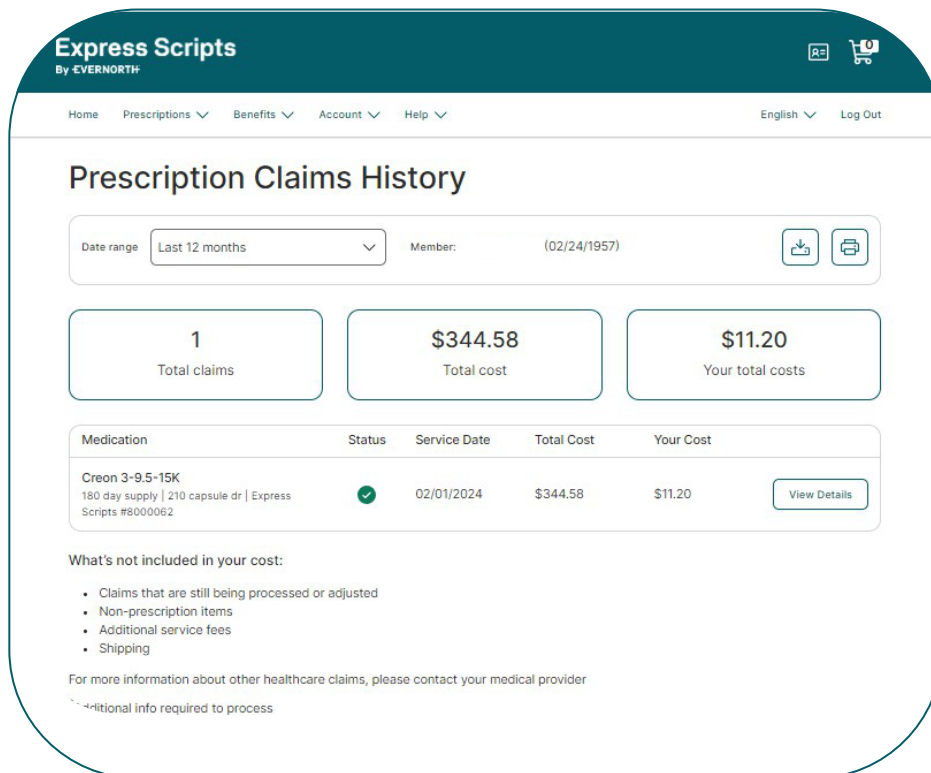 Express Scripts
By EVERNORTH
0
Home Prescriptions Benefits Account Help English Log Out
Prescription Claims History
Date range Last 12 months Member: (02/24/1957)
1 $344.58 $11.20
Total claims Total cost Your total costs
Medication Status Service Date Total Cost Your Cost
Creon 3-9.5-15K
180 day supply | 210 capsule dr | Express
Scripts #8000062
02/01/2024 $344.58 $11.20 View Details
What's not included in your cost:
• Claims that are still being processed or adjusted
• Non-prescription items
• Additional service fees
• Shipping
For more information about other healthcare claims, please contact your medical provider
info required to process